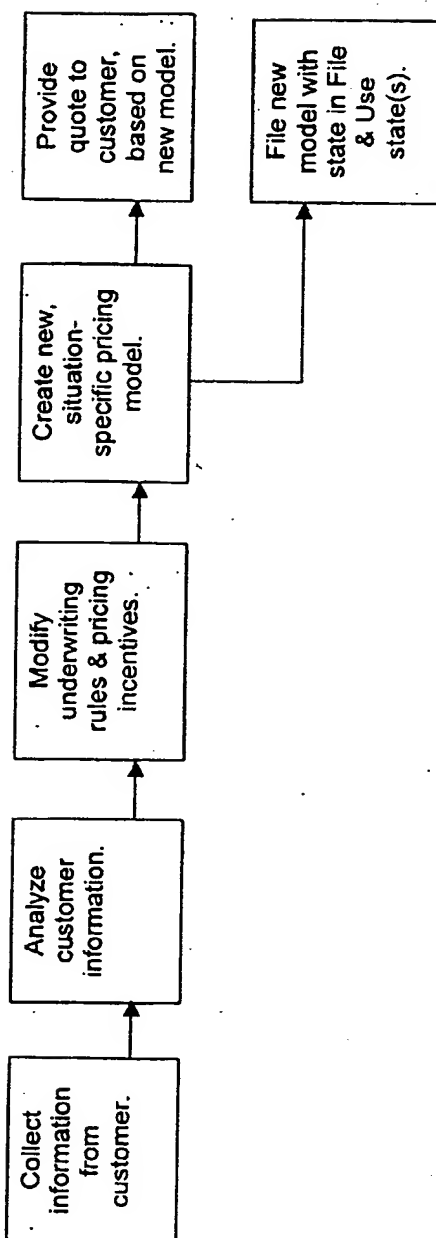 Collect
information
from
customer.
Analyze
customer
information.
Modify
underwriting
rules & pricing
incentives.
Create new,
situation-
specific pricing
model.
Provide
quote to
customer,
based on
new model.
File new
model with
state in File
& Use
state(s).